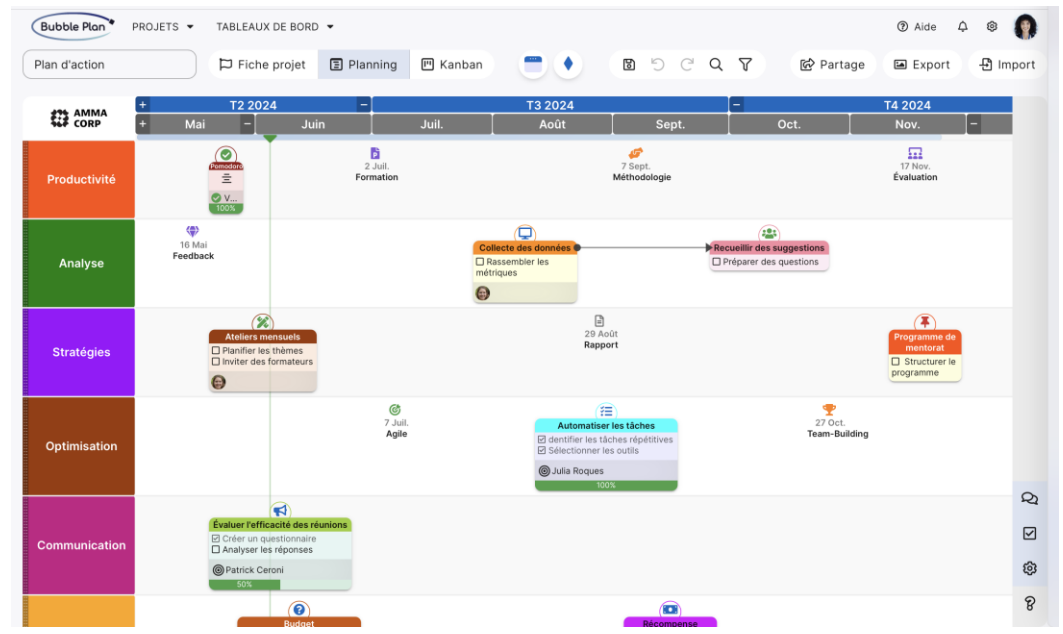 Bubble Plan
PROJETS
TABLEAUX DE BORD
Aide
Plan d'action
Fiche projet
Planning
Kanban
Partage
Export
Import
AMMA
CORP
+ T2 2024 −
T3 2024
− T4 2024
+ Mai − Juin Juil. Août Sept. Oct. Nov. −
Productivité
Pomodoro
V...
100%
2 Juil.
Formation
7 Sept.
Méthodologie
17 Nov.
Évaluation
Analyse
16 Mai
Feedback
Collecte des données
Rassembler les
métriques
Recueillir des suggestions
Préparer des questions
Stratégies
Ateliers mensuels
Planifier les thèmes
Inviter des formateurs
29 Août
Rapport
Programme de
mentorat
Structurer le
programme
Optimisation
7 Juil.
Agile
Automatiser les tâches
dentifier les tâches répétitives
Sélectionner les outils
Julia Roques
100%
27 Oct.
Team-Building
Communication
Évaluer l'efficacité des réunions
Créer un questionnaire
Analyser les réponses
Patrick Ceroni
50%
Budget
Récompense